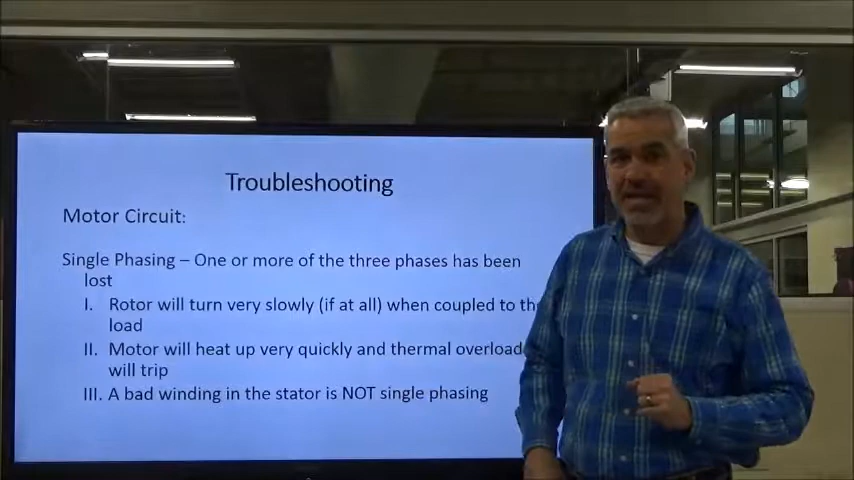 Troubleshooting
Motor Circuit:
Single Phasing – One or more of the three phases has been
lost
I. Rotor will turn very slowly (if at all) when coupled to the
load
II. Motor will heat up very quickly and thermal overload
will trip
III. A bad winding in the stator is NOT single phasing